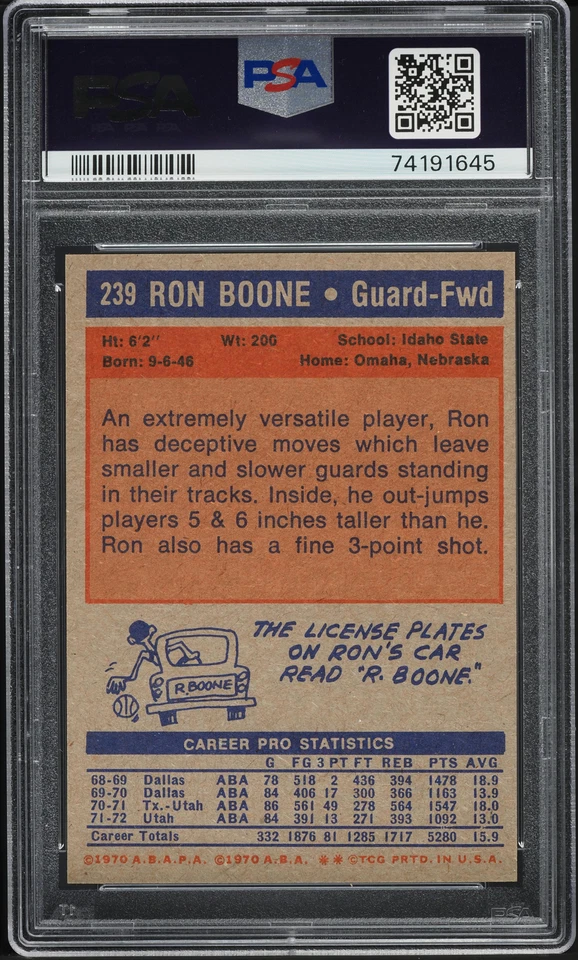 PSA
PSA
74191645
239 RON BOONE • Guard-Fwd
Ht: 6'2" Wt: 200 School: Idaho State
Born: 9-6-46 Home: Omaha, Nebraska
An extremely versatile player, Ron
has deceptive moves which leave
smaller and slower guards standing
in their tracks. Inside, he out-jumps
players 5 & 6 inches taller than he.
Ron also has a fine 3-point shot.
THE LICENSE PLATES
ON RON'S CAR
READ "R. BOONE."
R. BOONE
CAREER PRO STATISTICS
G FG 3 PT FT REB PTS AVG
68-69 Dallas ABA 78 518 2 436 394 1478 18.9
69-70 Dallas ABA 84 406 17 300 366 1163 13.9
70-71 Tx.-Utah ABA 86 561 49 278 564 1547 18.0
71-72 Utah ABA 84 391 13 271 393 1092 13.0
Career Totals 332 1876 81 1285 1717 5280 15.9
©1970 A.B.A.P.A. ©1970 A.B.A. ** ©TCG PRTD. IN U.S.A.
PSA